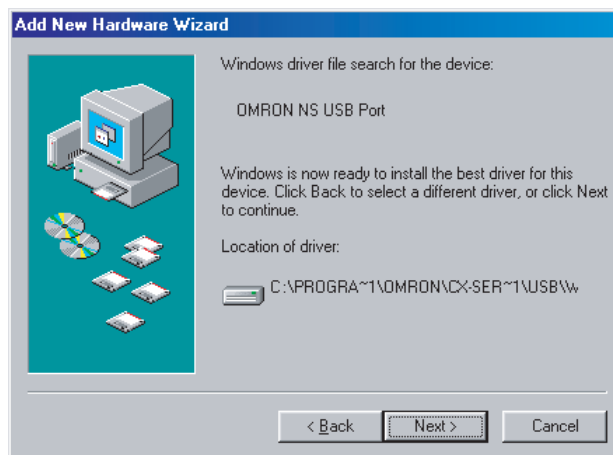 Add New Hardware Wizard
Windows driver file search for the device:
OMRON NS USB Port
Windows is now ready to install the best driver for this
device. Click Back to select a different driver, or click Next
to continue.
Location of driver:
C:\PROGRA~1\OMRON\CX-SER~1\USB\W
< Back
Next >
Cancel